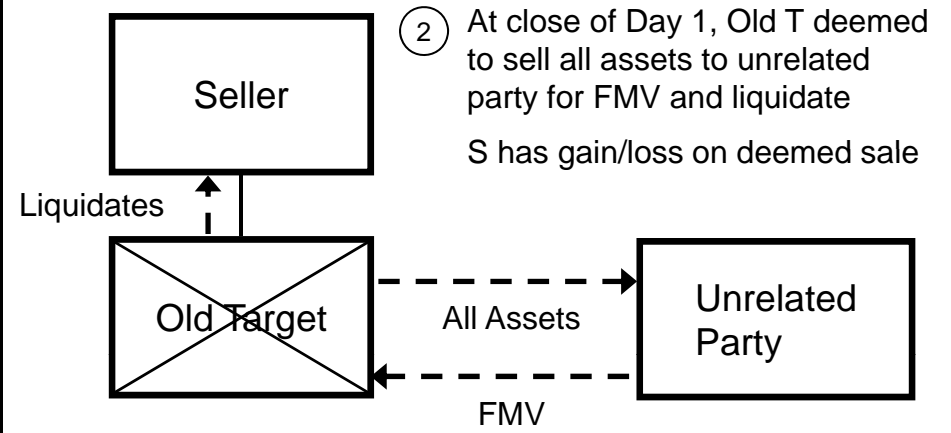 2
At close of Day 1, Old T deemed
to sell all assets to unrelated
party for FMV and liquidate
S has gain/loss on deemed sale
Seller
Liquidates
Old Target
All Assets
Unrelated
Party
FMV